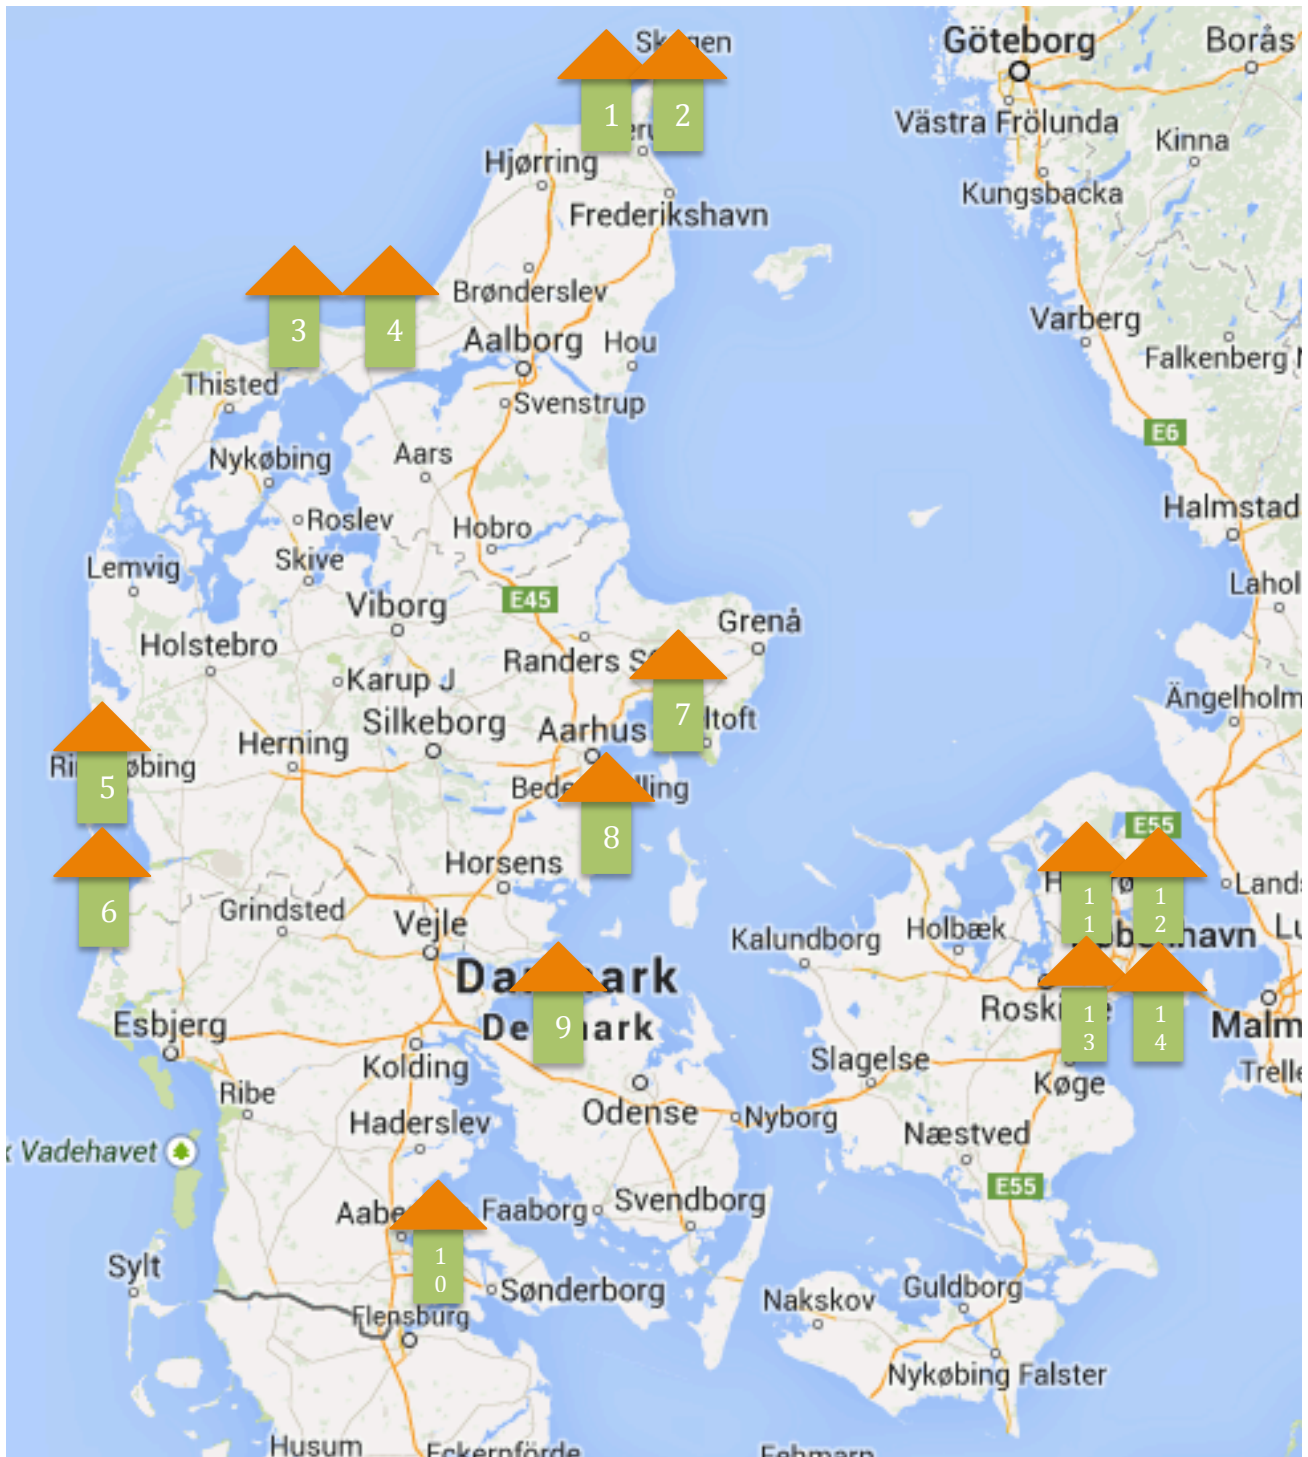 Göteborg
Borås
Västra Frölunda
Kinna
1
2
Hjørring
Kungsbacka
Frederikshavn
Brønderslev
3
4
Aalborg
Hou
Varberg
Falkenberg
Thisted
Svenstrup
E6
Nykøbing
Aars
Halmstad
Roslev
Hobro
Skive
Lemvig
E45
Viborg
Grenå
Holstebro
Randers
Karup J
Ängelholm
7
Silkeborg
Aarhus
Herning
5
8
E55
Horsens
6
Grindsted
Vejle
11
12
Kalundborg
Holbæk
9
13
14
Esbjerg
Kolding
Slagelse
Køge
Ribe
Odense
Nyborg
Haderslev
Næstved
Vadehavet
E55
Faaborg
Svendborg
10
Sylt
Sønderborg
Nakskov
Guldborg
Flensburg
Nykøbing Falster
Husum